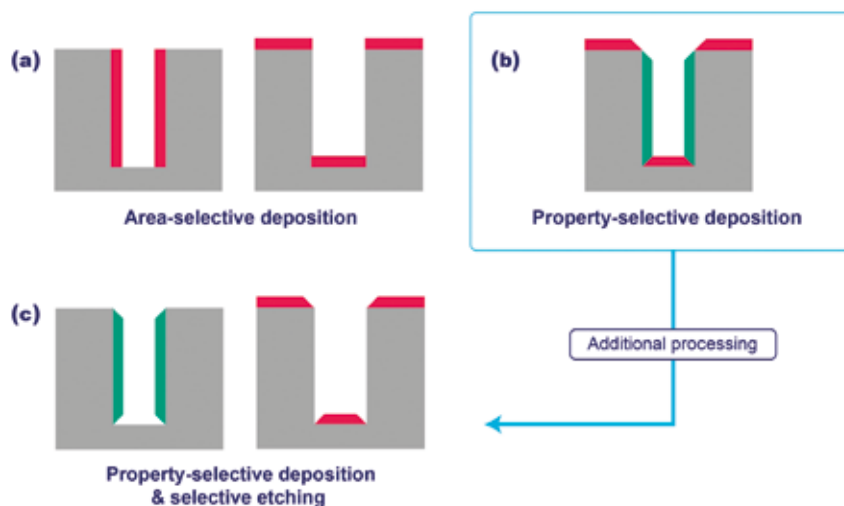 (a)
Area-selective deposition
(b)
Property-selective deposition
Additional processing
(c)
Property-selective deposition
& selective etching